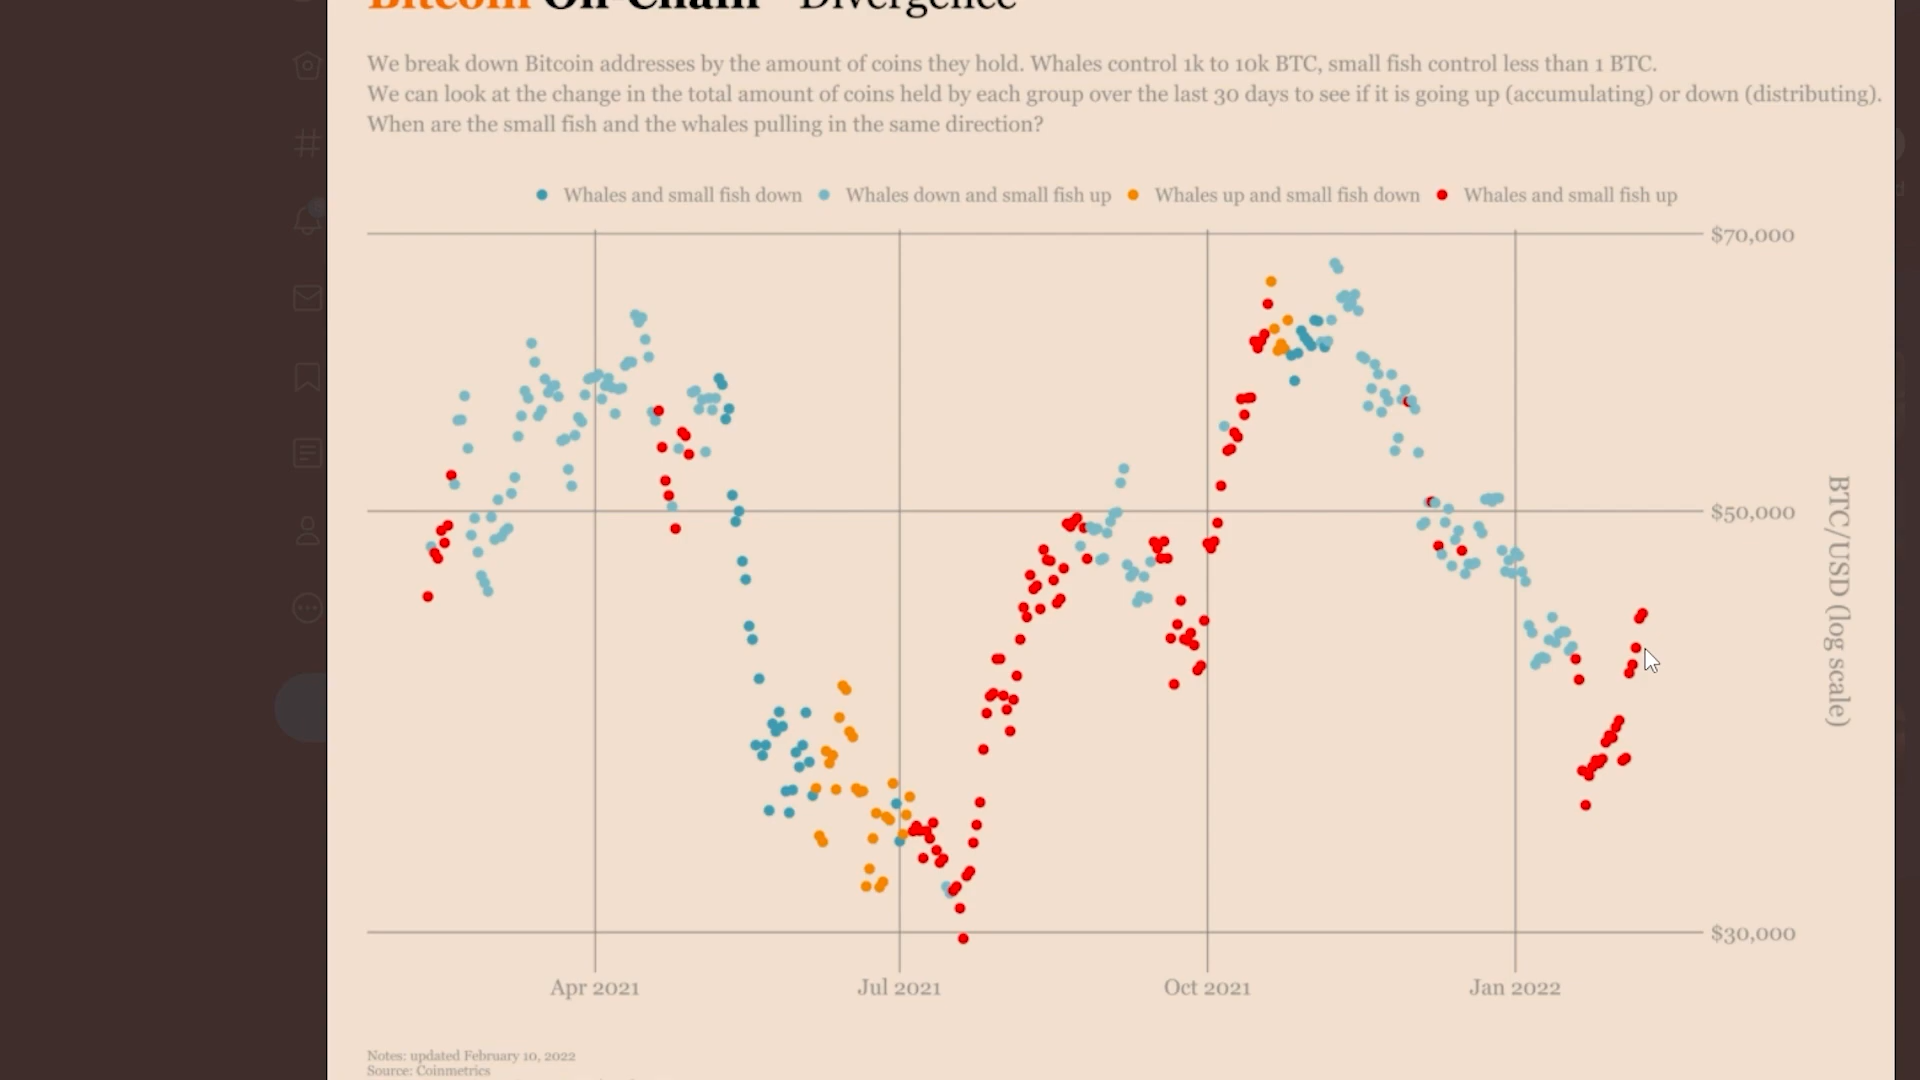 Bitcoin On-Chain Divergence
We break down Bitcoin addresses by the amount of coins they hold. Whales control 1k to 10k BTC, small fish control less than 1 BTC.
We can look at the change in the total amount of coins held by each group over the last 30 days to see if it is going up (accumulating) or down (distributing).
When are the small fish and the whales pulling in the same direction?
Whales and small fish down Whales down and small fish up Whales up and small fish down Whales and small fish up
$70,000
$50,000
BTC/USD (log scale)
$30,000
Apr 2021 Jul 2021 Oct 2021 Jan 2022
Notes: updated February 10, 2022
Source: Coinmetrics